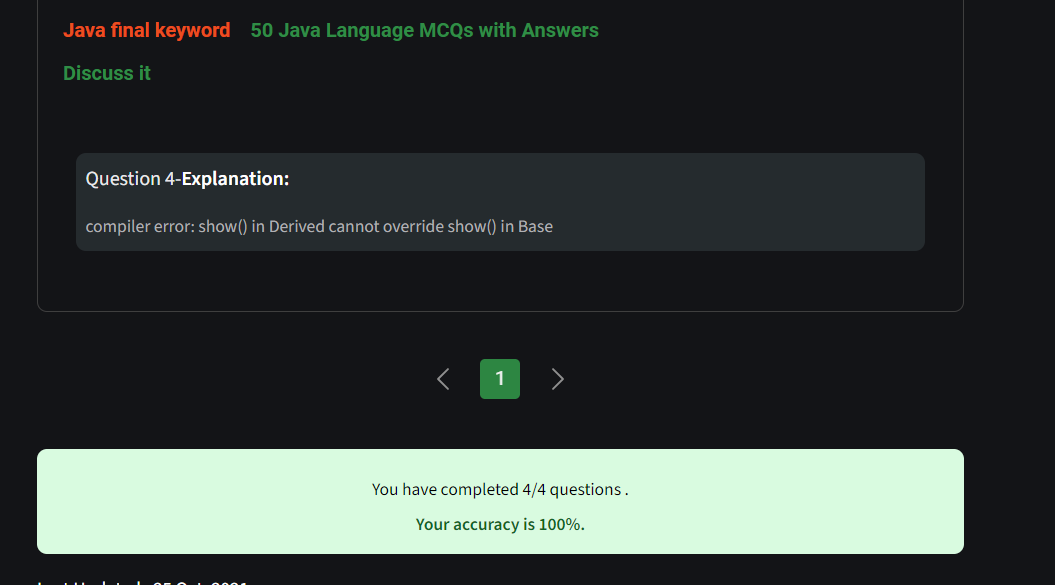 Java final keyword 50 Java Language MCQs with Answers
Discuss it
Question 4-Explanation:
compiler error: show() in Derived cannot override show() in Base
1
You have completed 4/4 questions .
Your accuracy is 100%.